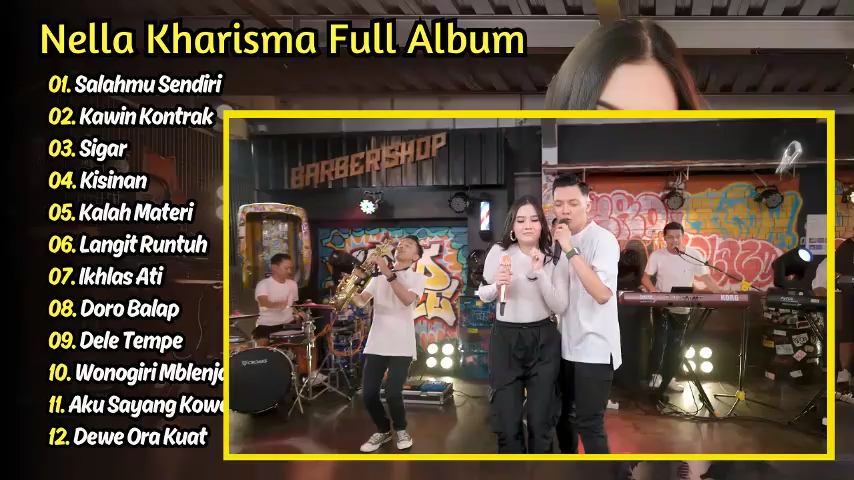 Nella Kharisma Full Album
01. Salahmu Sendiri
02. Kawin Kontrak
03. Sigar
04. Kisinan
05. Kalah Materi
06. Langit Runtuh
07. Ikhlas Ati
08. Doro Balap
09. Dele Tempe
10. Wonogiri Mblenjo
11. Aku Sayang Kowe
12. Dewe Ora Kuat
BARBERSHOP
KORG